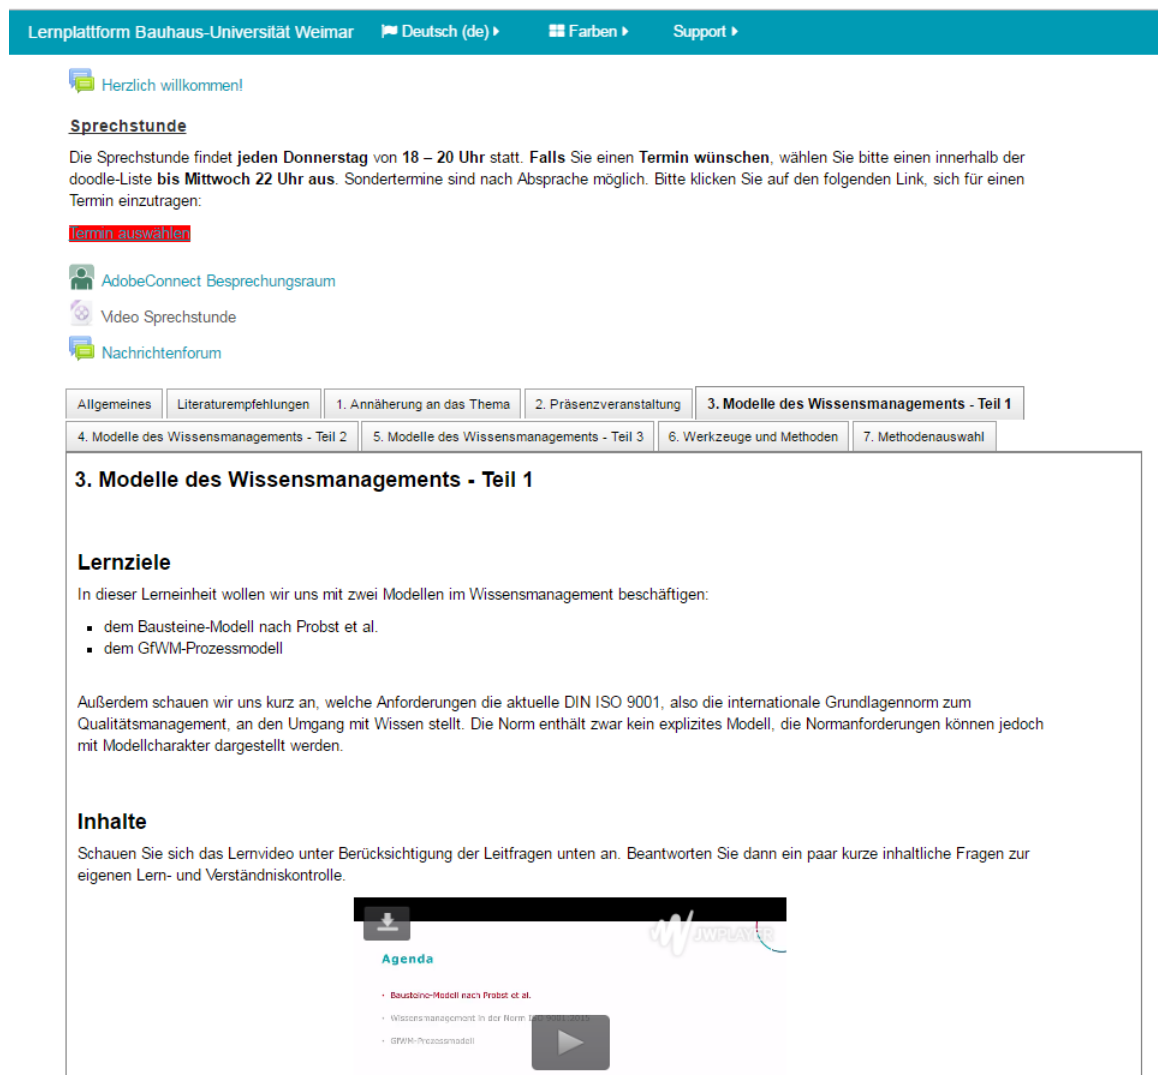 Lernplattform Bauhaus-Universität Weimar Deutsch (de) Farben Support
Herzlich willkommen!
Sprechstunde
Die Sprechstunde findet jeden Donnerstag von 18 – 20 Uhr statt. Falls Sie einen Termin wünschen, wählen Sie bitte einen innerhalb der
doodle-Liste bis Mittwoch 22 Uhr aus. Sondertermine sind nach Absprache möglich. Bitte klicken Sie auf den folgenden Link, sich für einen
Termin einzutragen:
Termin auswählen
AdobeConnect Besprechungsraum
Video Sprechstunde
Nachrichtenforum
Allgemeines Literaturempfehlungen 1. Annäherung an das Thema 2. Präsenzveranstaltung 3. Modelle des Wissensmanagements - Teil 1
4. Modelle des Wissensmanagements - Teil 2 5. Modelle des Wissensmanagements - Teil 3 6. Werkzeuge und Methoden 7. Methodenauswahl
3. Modelle des Wissensmanagements - Teil 1
Lernziele
In dieser Lerneinheit wollen wir uns mit zwei Modellen im Wissensmanagement beschäftigen:
dem Bausteine-Modell nach Probst et al.
dem GfWM-Prozessmodell
Außerdem schauen wir uns kurz an, welche Anforderungen die aktuelle DIN ISO 9001, also die internationale Grundlagennorm zum
Qualitätsmanagement, an den Umgang mit Wissen stellt. Die Norm enthält zwar kein explizites Modell, die Normanforderungen können jedoch
mit Modellcharakter dargestellt werden.
Inhalte
Schauen Sie sich das Lernvideo unter Berücksichtigung der Leitfragen unten an. Beantworten Sie dann ein paar kurze inhaltliche Fragen zur
eigenen Lern- und Verständniskontrolle.
JWPLAYER
Agenda
· Bausteine-Modell nach Probst et al.
· Wissensmanagement in der Norm ISO 9001:2015
· GfWM-Prozessmodell